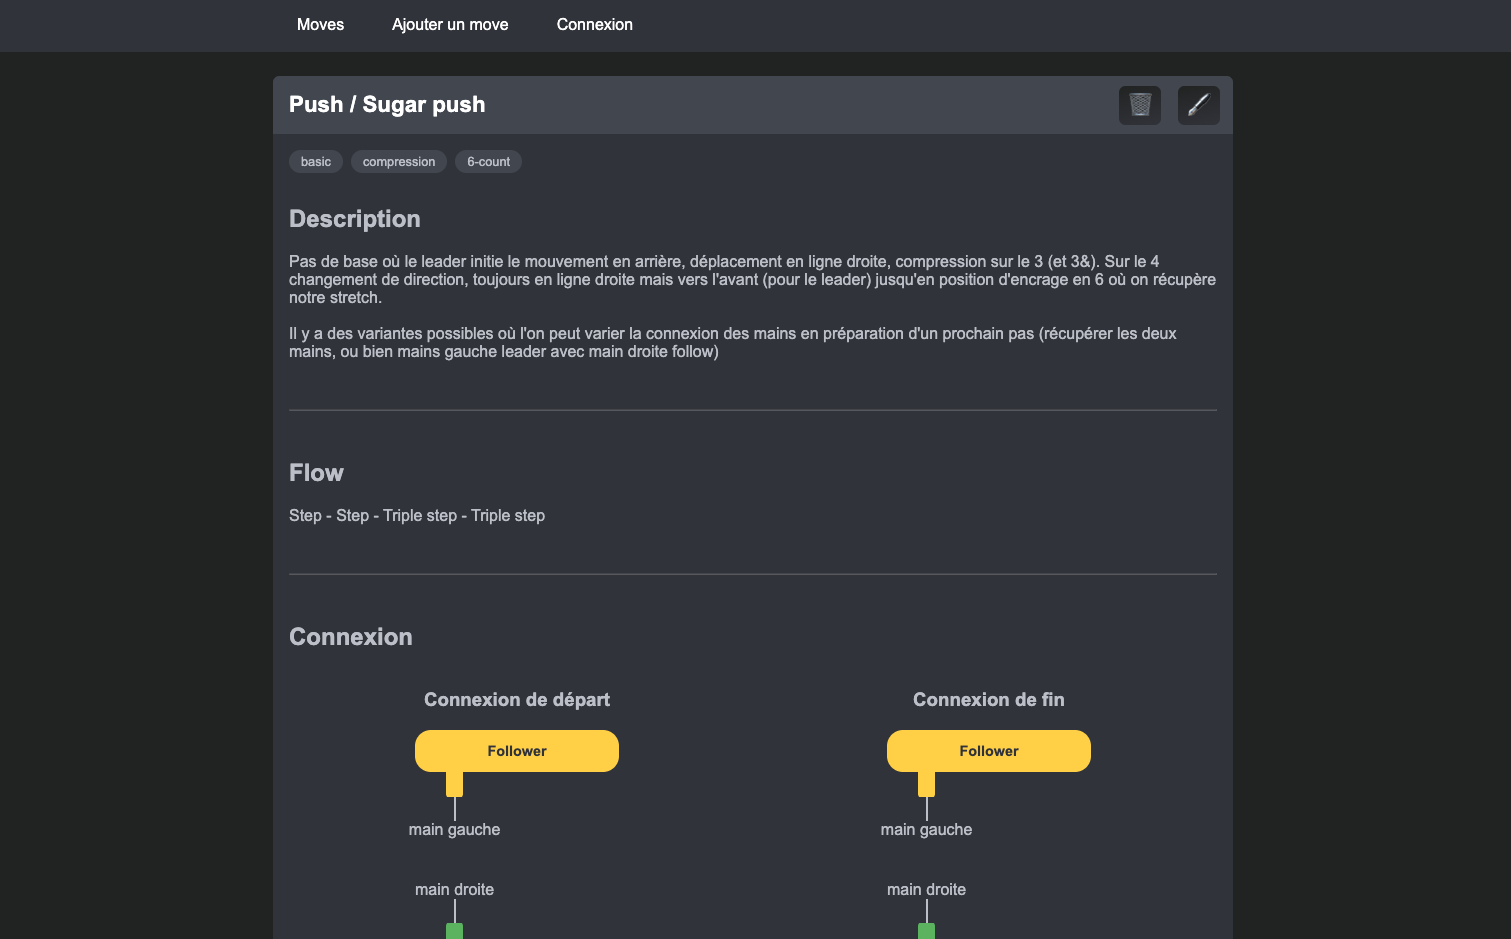 Moves Ajouter un move Connexion
Push / Sugar push
basic compression 6-count
Description
Pas de base où le leader initie le mouvement en arrière, déplacement en ligne droite, compression sur le 3 (et 3&). Sur le 4
changement de direction, toujours en ligne droite mais vers l'avant (pour le leader) jusqu'en position d'encrage en 6 où on récupère
notre stretch.
Il y a des variantes possibles où l'on peut varier la connexion des mains en préparation d'un prochain pas (récupérer les deux
mains, ou bien mains gauche leader avec main droite follow)
Flow
Step - Step - Triple step - Triple step
Connexion
Connexion de départ Connexion de fin
Follower Follower
main gauche main gauche
main droite main droite